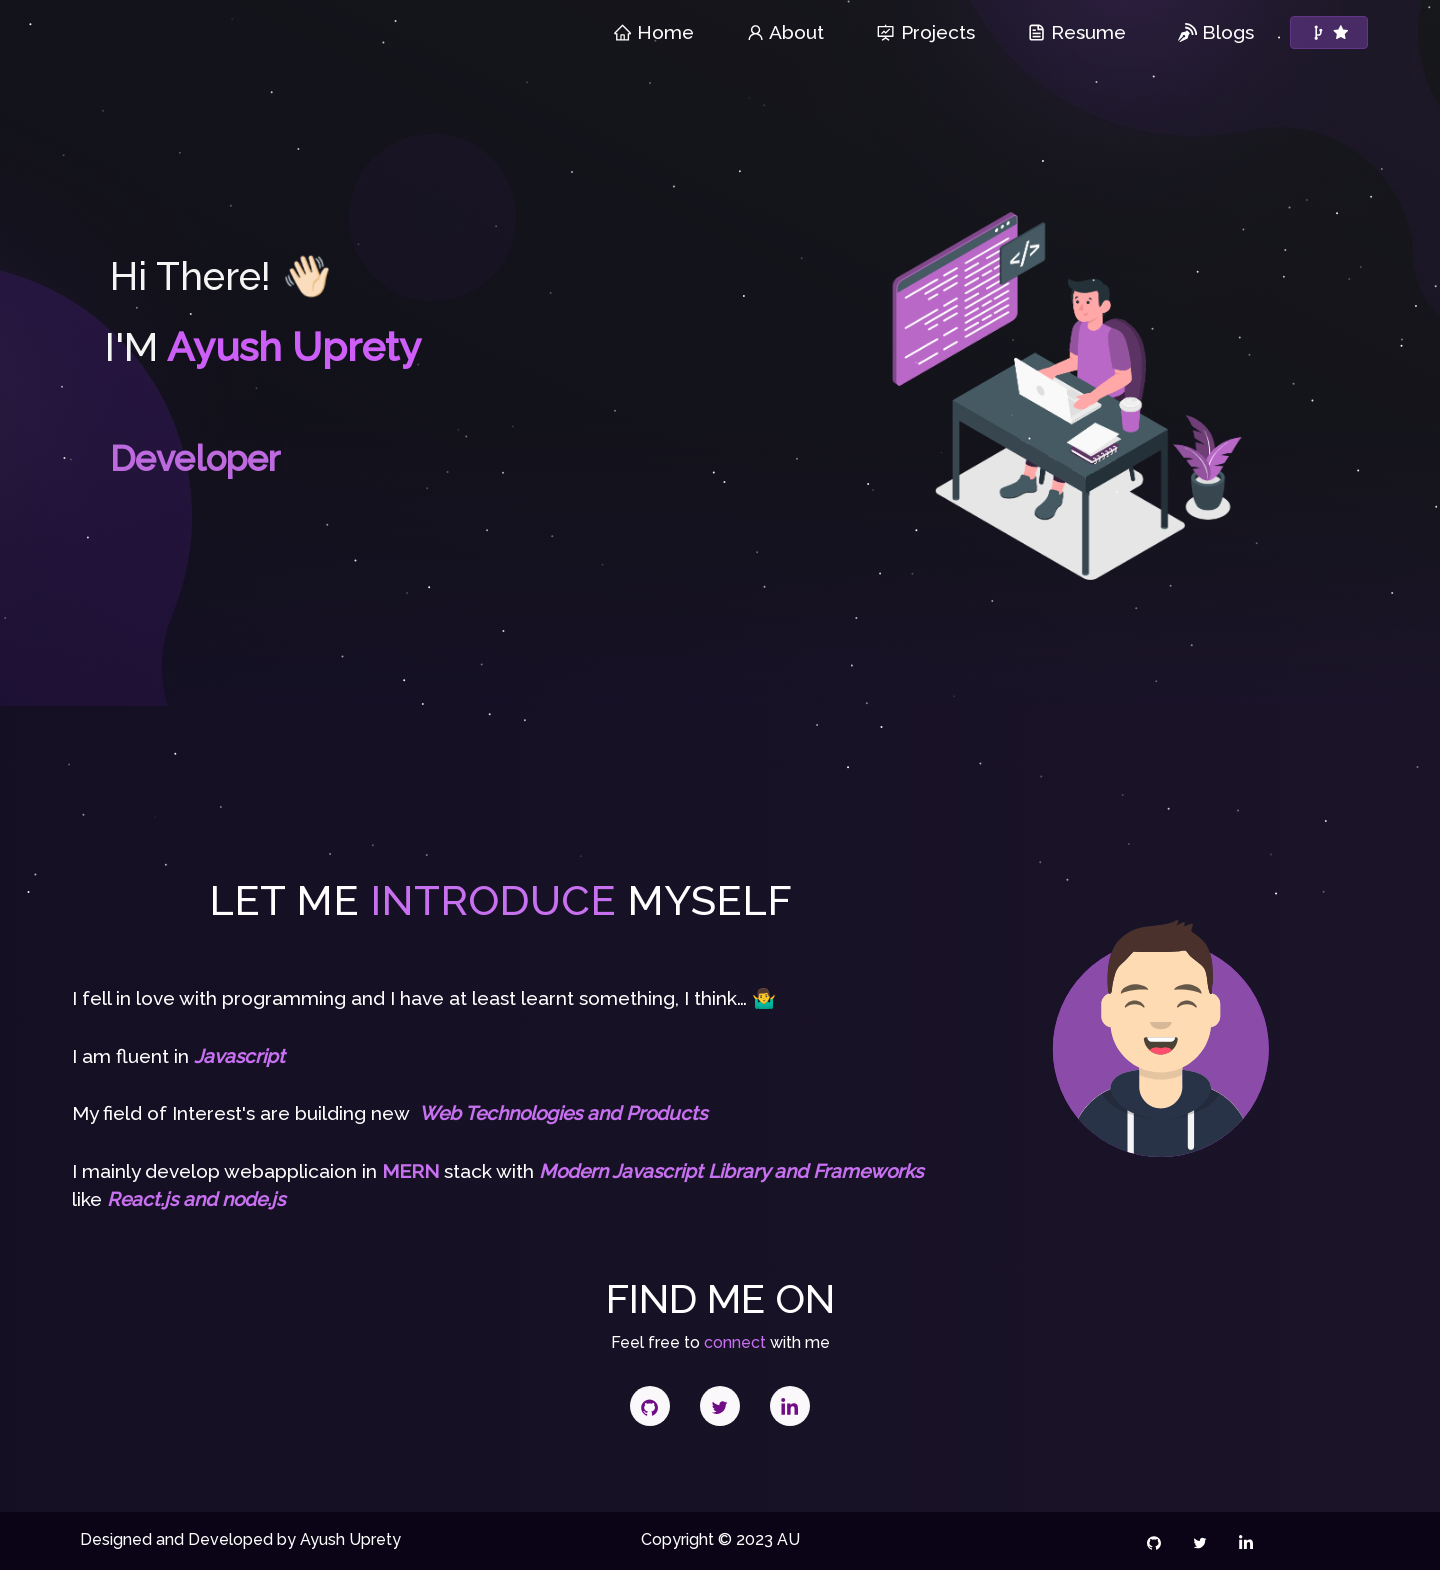 Home About Projects Resume Blogs
Hi There! 👋🏻
I'M Ayush Uprety
Developer
</>
LET ME INTRODUCE MYSELF
I fell in love with programming and I have at least learnt something, I think… 🤷‍♂️
I am fluent in Javascript
My field of Interest's are building new Web Technologies and Products
I mainly develop webapplicaion in MERN stack with Modern Javascript Library and Frameworks
like React.js and node.js
FIND ME ON
Feel free to connect with me
Designed and Developed by Ayush Uprety
Copyright © 2023 AU